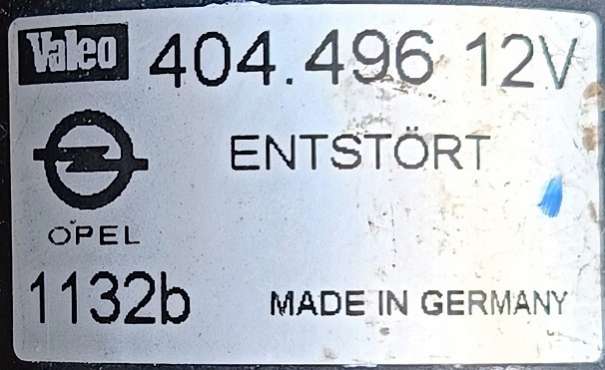 Valeo 404.496 12V
ENTSTÖRT
OPEL
1132b MADE IN GERMANY